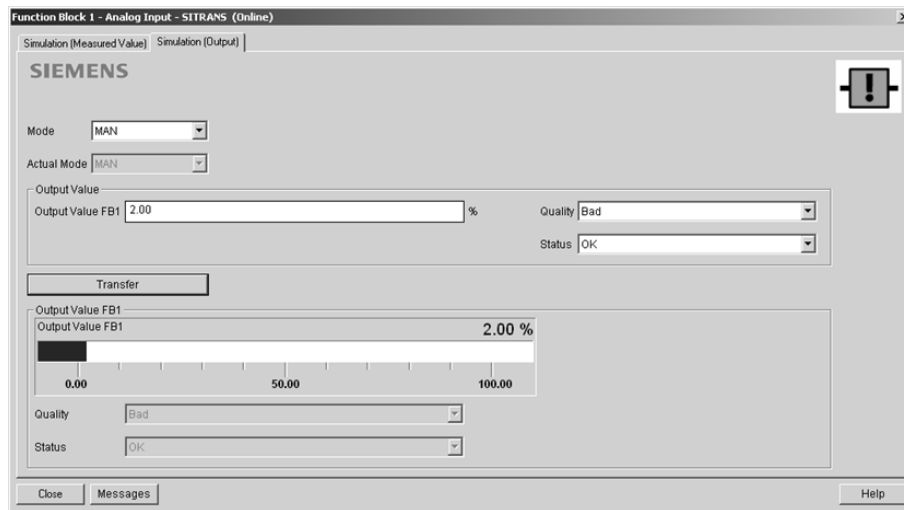 Function Block 1 - Analog Input - SITRANS (Online)
Simulation (Measured Value) Simulation (Output)
SIEMENS
Mode MAN
Actual Mode MAN
Output Value
Output Value FB1 2.00 % Quality Bad
Status OK
Transfer
Output Value FB1
Output Value FB1 2.00 %
0.00 50.00 100.00
Quality Bad
Status OK
Close Messages Help